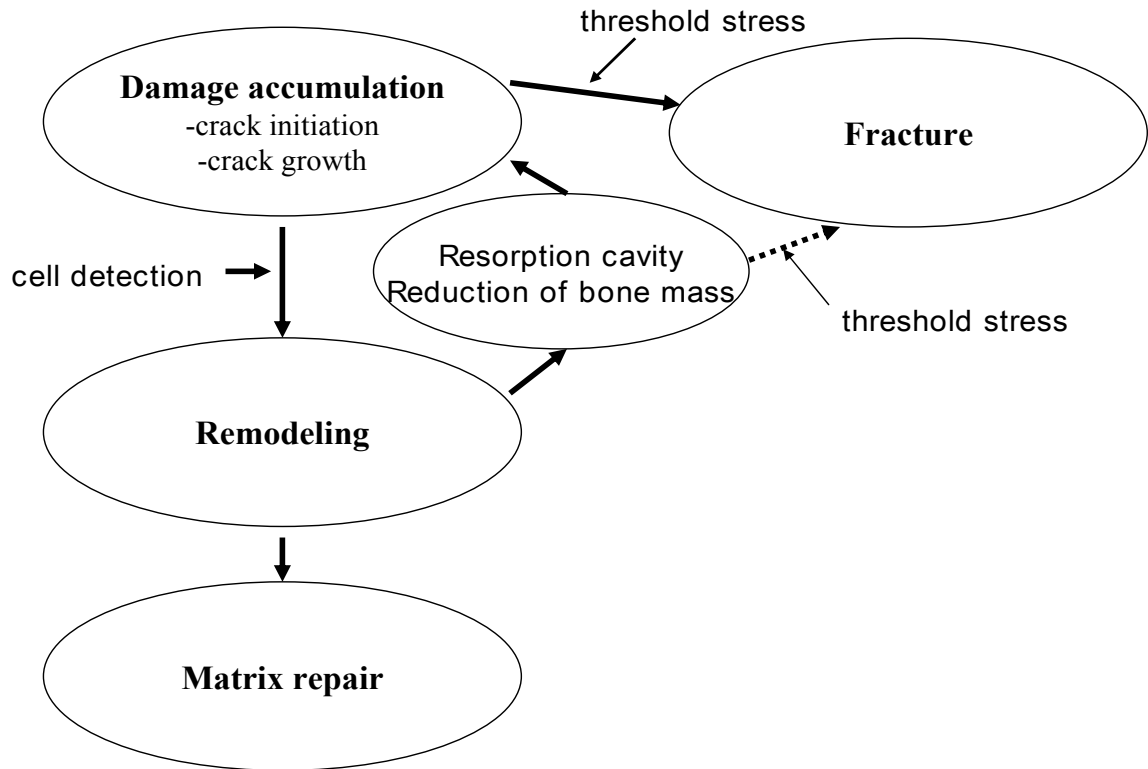 threshold stress
Damage accumulation
-crack initiation
-crack growth
Fracture
cell detection
Resorption cavity
Reduction of bone mass
threshold stress
Remodeling
Matrix repair